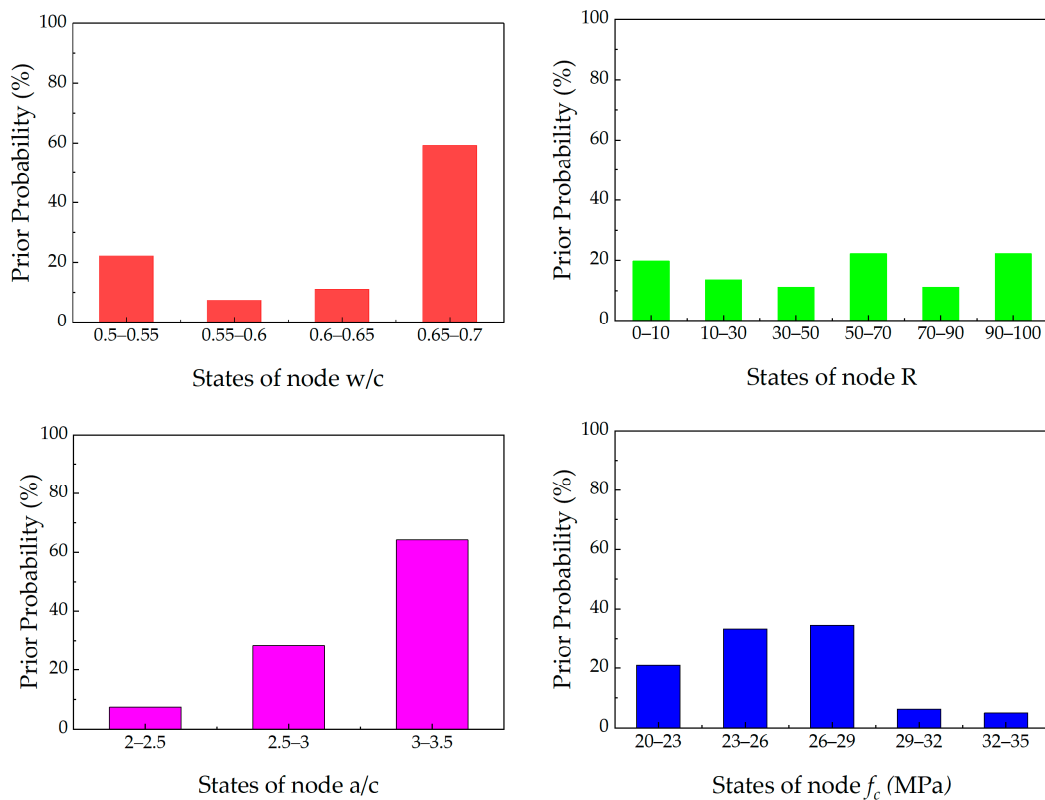 Prior Probability (%)
100
80
60
40
20
0
0.5–0.55 0.55–0.6 0.6–0.65 0.65–0.7
States of node w/c
Prior Probability (%)
100
80
60
40
20
0
0–10 10–30 30–50 50–70 70–90 90–100
States of node R
Prior Probability (%)
100
80
60
40
20
0
2–2.5 2.5–3 3–3.5
States of node a/c
Prior Probability (%)
100
80
60
40
20
0
20–23 23–26 26–29 29–32 32–35
States of node fc (MPa)